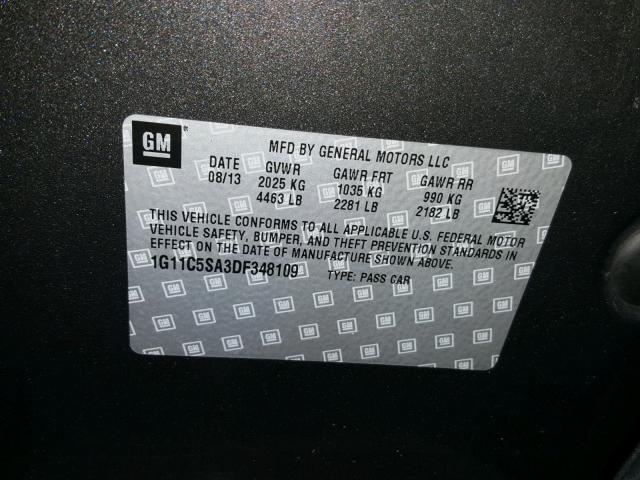 GM
MFD BY GENERAL MOTORS LLC
DATE GVWR GAWR FRT GAWR RR
08/13 2025 KG 1035 KG 990 KG
4463 LB 2281 LB 2182 LB
THIS VEHICLE CONFORMS TO ALL APPLICABLE U.S. FEDERAL MOTOR
VEHICLE SAFETY, BUMPER, AND THEFT PREVENTION STANDARDS IN
EFFECT ON THE DATE OF MANUFACTURE SHOWN ABOVE.
1G11C5SA3DF348109 TYPE: PASS CAR